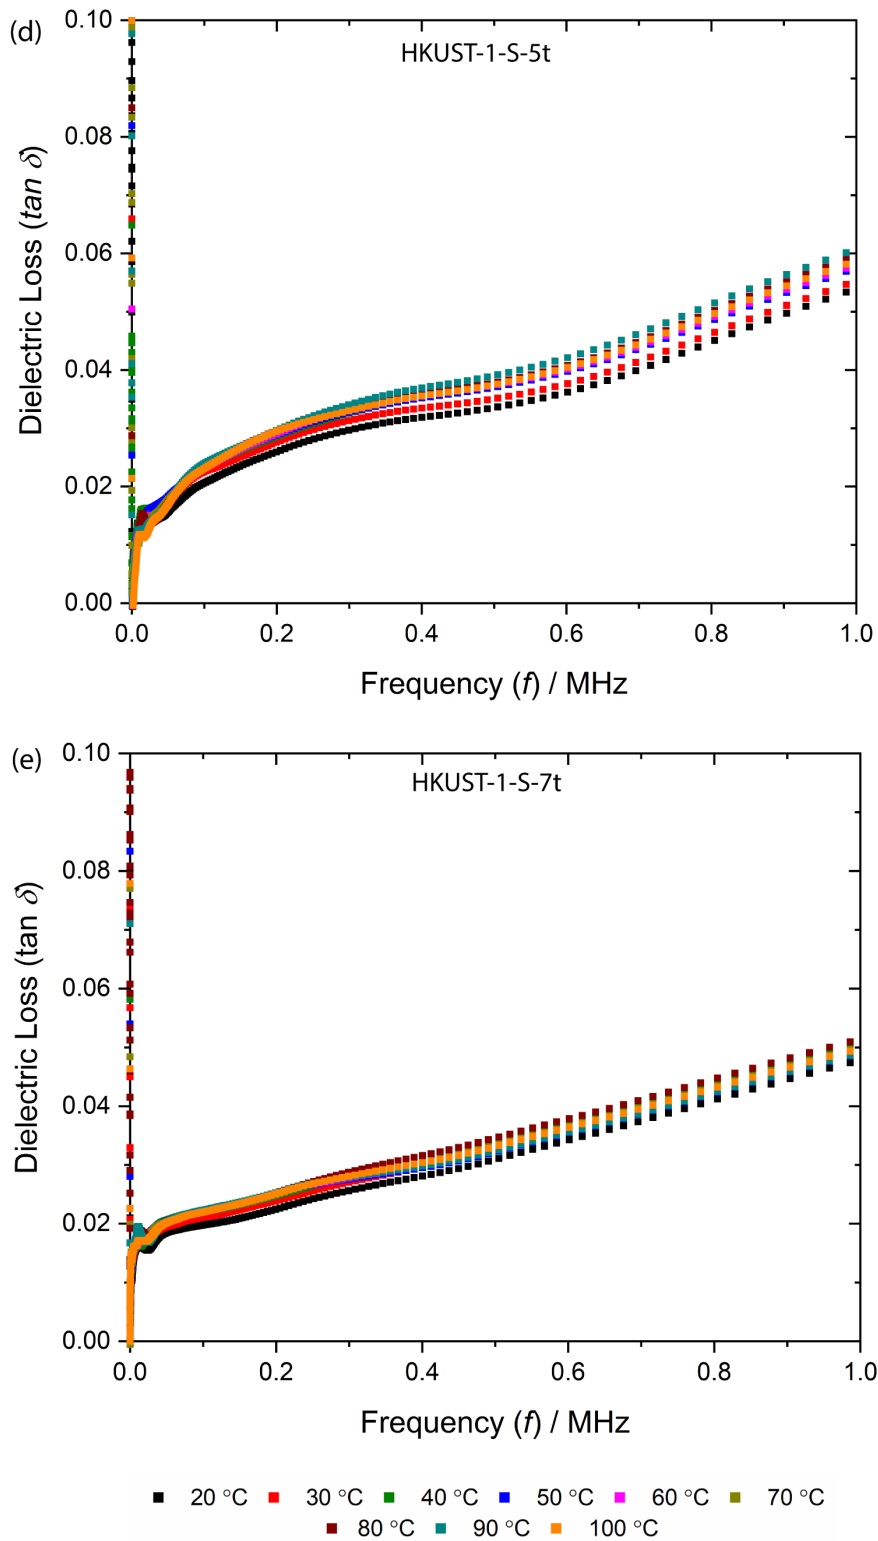 (d)
HKUST-1-S-5t
Dielectric Loss (tan δ)
0.10
0.08
0.06
0.04
0.02
0.00
0.0 0.2 0.4 0.6 0.8 1.0
Frequency (f) / MHz
(e)
HKUST-1-S-7t
Dielectric Loss (tan δ)
0.10
0.08
0.06
0.04
0.02
0.00
0.0 0.2 0.4 0.6 0.8 1.0
Frequency (f) / MHz
20 °C 30 °C 40 °C 50 °C 60 °C 70 °C
80 °C 90 °C 100 °C